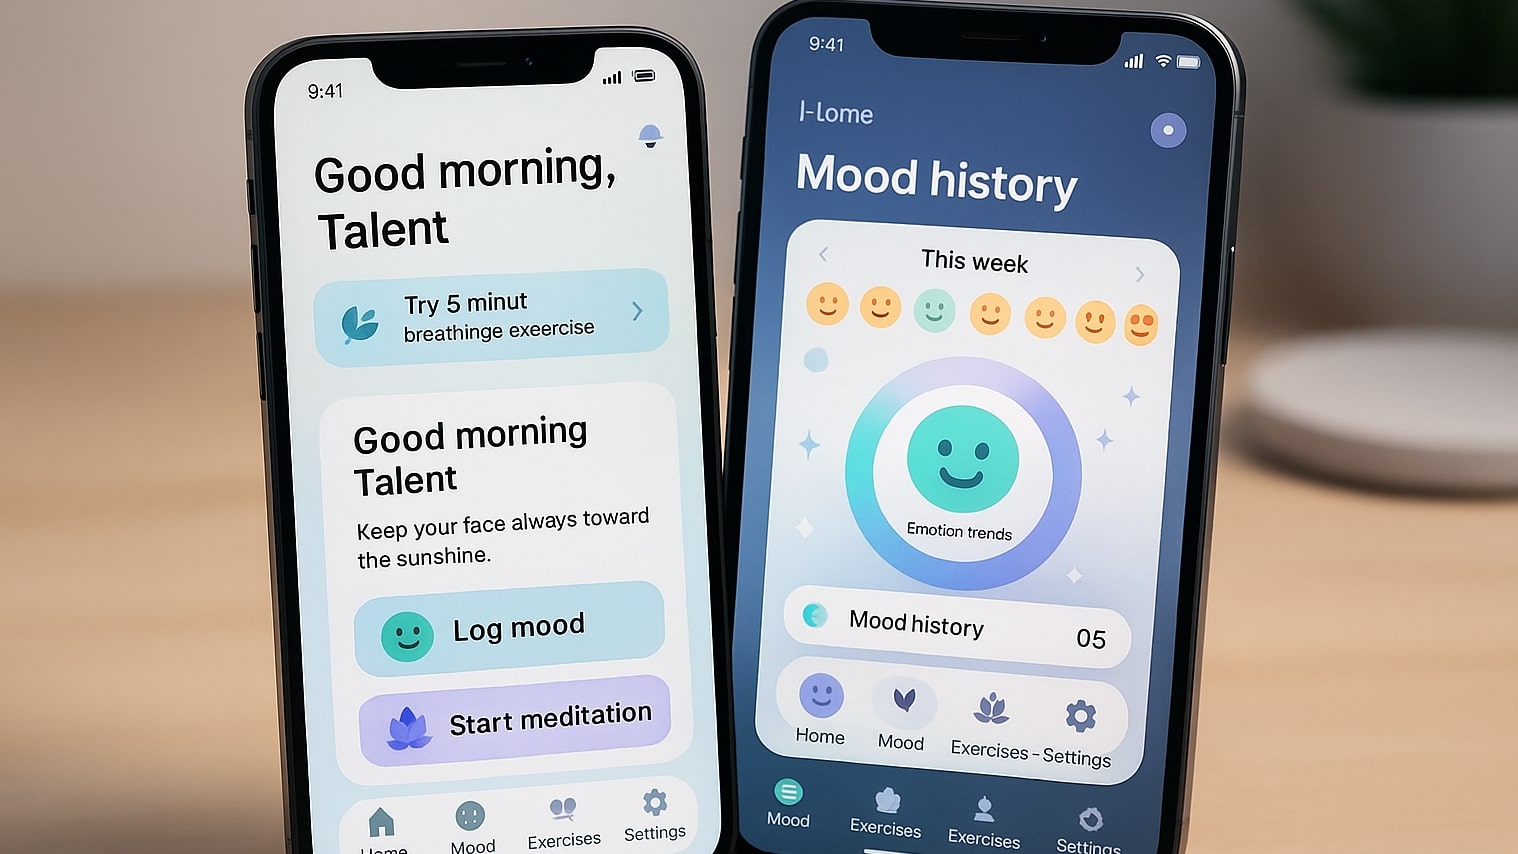 9:41
Good morning,
Talent
Try 5 minut
breathinge exeercise
Good morning
Talent
Keep your face always toward
the sunshine.
Log mood
Start meditation
Home
Mood
Exercises
Settings
9:41
|-Lome
Mood history
This week
Emotion trends
Mood history
05
Home
Mood
Exercises - Settings
Mood
Exercises
Exercises
Settings